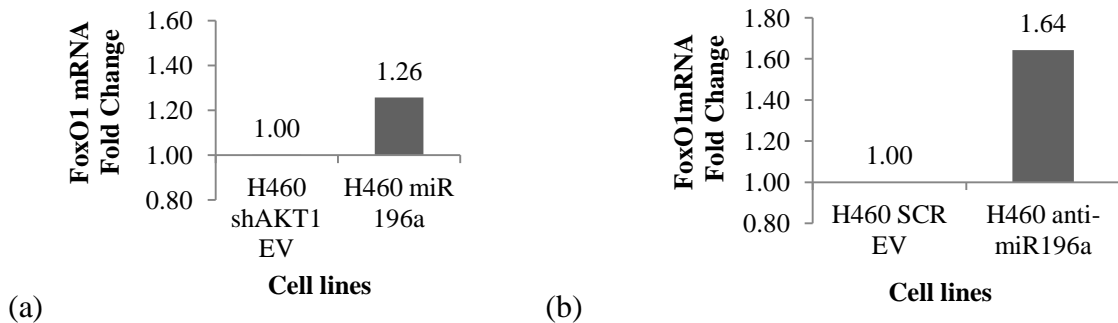 FoxO1 mRNA
Fold Change
1.60
1.40
1.20
1.00
0.80
1.00
1.26
H460
shAKT1
EV
H460 miR
196a
Cell lines
(a)
FoxO1mRNA
Fold Change
1.80
1.60
1.40
1.20
1.00
0.80
1.00
1.64
H460 SCR
EV
H460 anti-
miR196a
Cell lines
(b)